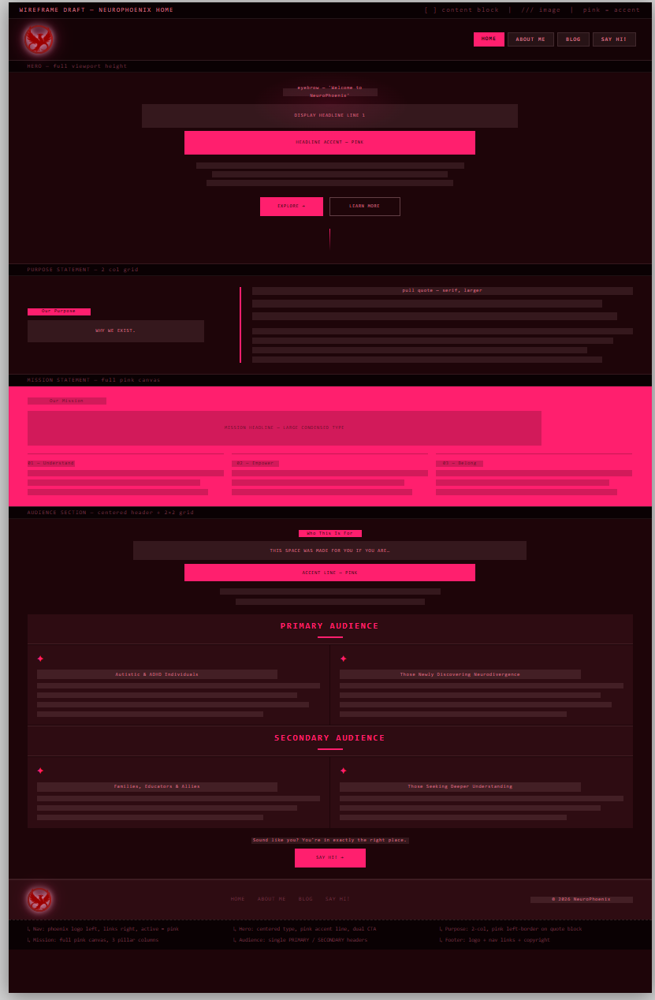 WIREFRAME DRAFT — NEUROPHOENIX HOME
[ ] content block | /// image | pink = accent
HOME
ABOUT ME
BLOG
SAY HI!
HERO — full viewport height
eyebrow — 'Welcome to
NeuroPhoenix'
DISPLAY HEADLINE LINE 1
HEADLINE ACCENT — PINK
EXPLORE →
LEARN MORE
PURPOSE STATEMENT — 2 col grid
Our Purpose
WHY WE EXIST.
pull quote — serif, larger
MISSION STATEMENT — full pink canvas
Our Mission
MISSION HEADLINE — LARGE CONDENSED TYPE
01 — Understand
02 — Empower
03 — Belong
AUDIENCE SECTION — centered header + 2×2 grid
Who This Is For
THIS SPACE WAS MADE FOR YOU IF YOU ARE…
ACCENT LINE — PINK
PRIMARY AUDIENCE
✦
✦
Autistic & ADHD Individuals
Those Newly Discovering Neurodivergence
SECONDARY AUDIENCE
✦
✦
Families, Educators & Allies
Those Seeking Deeper Understanding
Sound like you? You're in exactly the right place.
SAY HI! →
HOME
ABOUT ME
BLOG
SAY HI!
© 2026 NeuroPhoenix
↳ Nav: phoenix logo left, links right, active = pink
↳ Hero: centered type, pink accent line, dual CTA
↳ Purpose: 2-col, pink left-border on quote block
↳ Mission: full pink canvas, 3 pillar columns
↳ Audience: single PRIMARY / SECONDARY headers
↳ Footer: logo + nav links + copyright